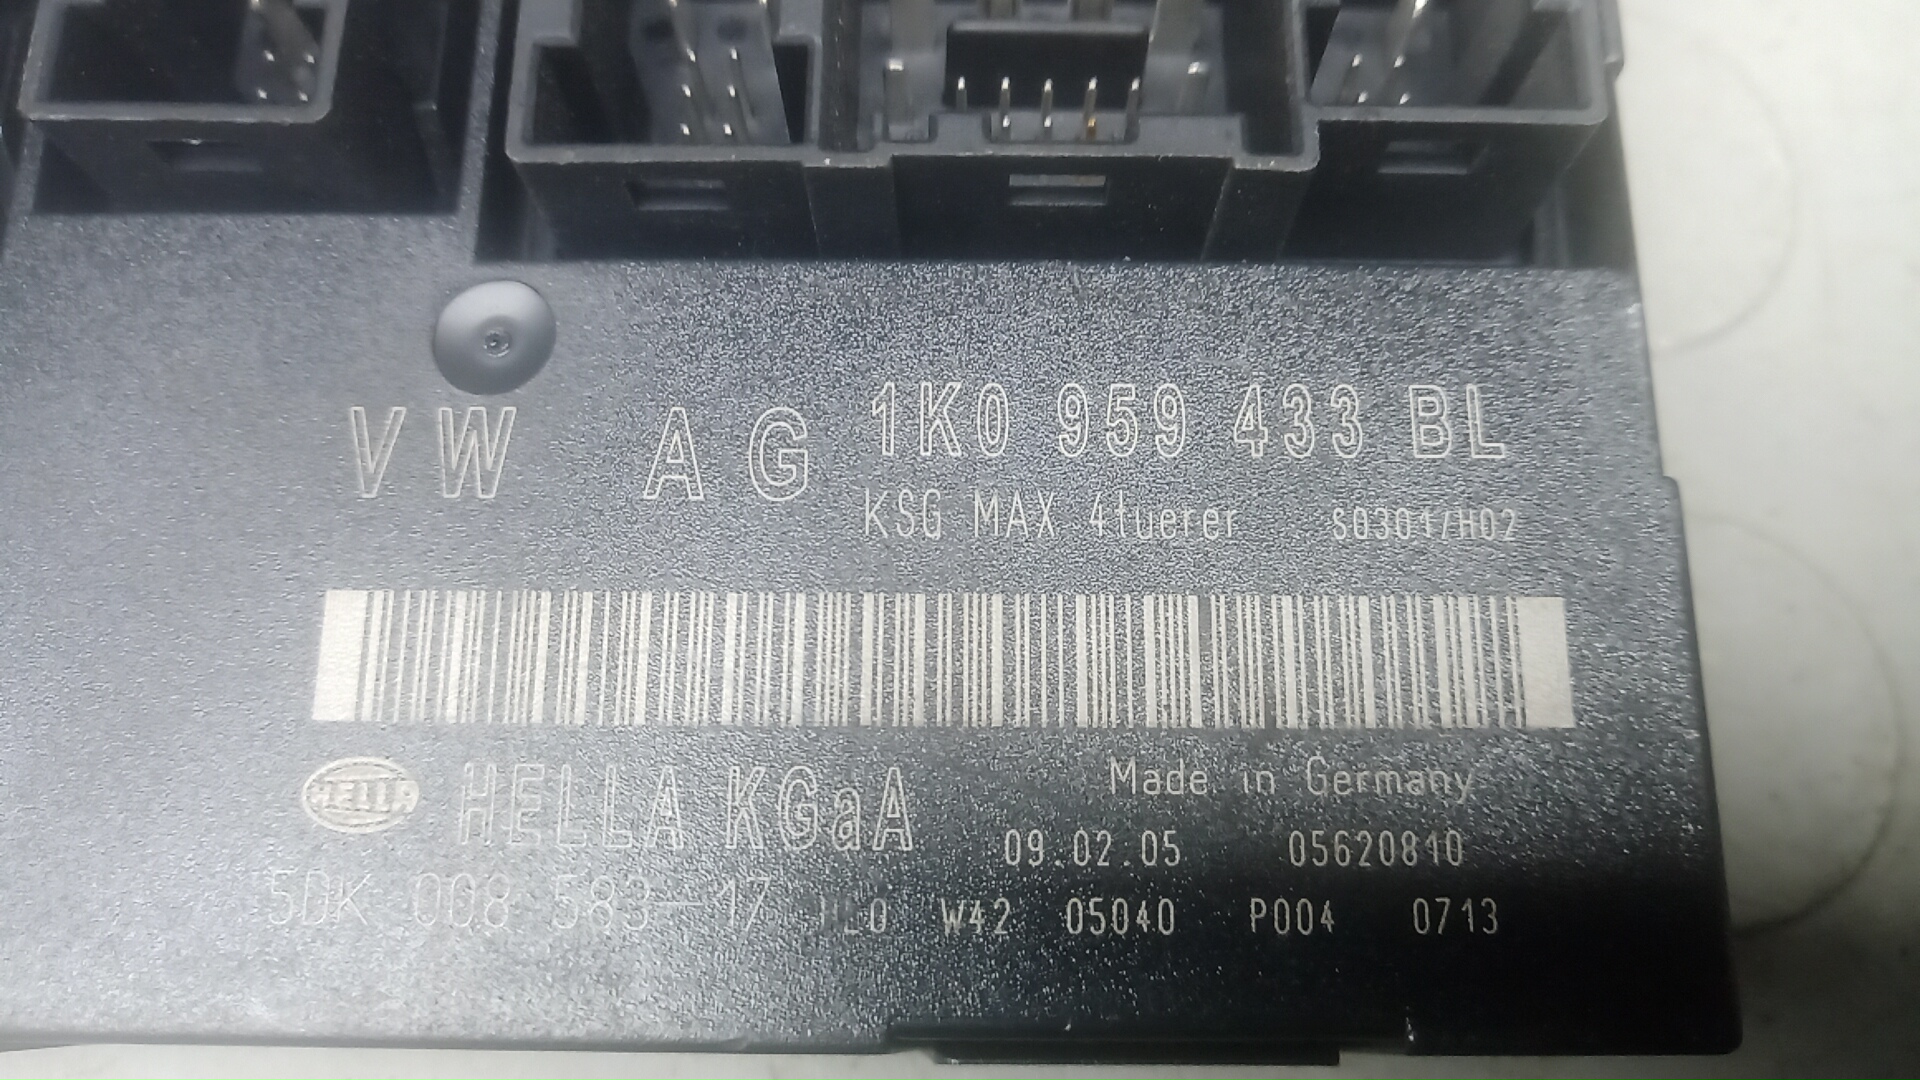 VW AG 1K0 959 433 BL
KSG MAX 4tuerer S0301/H02
HELLA HELLA KGaA Made in Germany
09.02.05 05620810
5DK 008 583-17 W42 05040 P004 0713